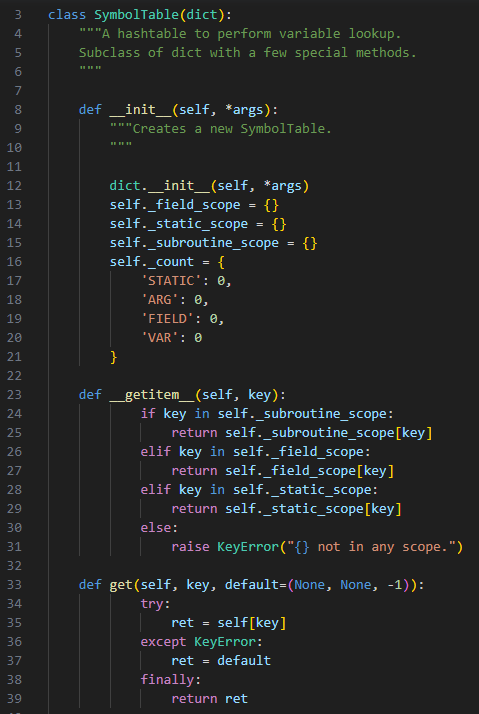 3 class SymbolTable(dict):
4     """A hashtable to perform variable lookup.
5     Subclass of dict with a few special methods.
6     """
7
8     def __init__(self, *args):
9         """Creates a new SymbolTable.
10         """
11
12         dict.__init__(self, *args)
13         self._field_scope = {}
14         self._static_scope = {}
15         self._subroutine_scope = {}
16         self._count = {
17             'STATIC': 0,
18             'ARG': 0,
19             'FIELD': 0,
20             'VAR': 0
21         }
22
23     def __getitem__(self, key):
24             if key in self._subroutine_scope:
25                 return self._subroutine_scope[key]
26             elif key in self._field_scope:
27                 return self._field_scope[key]
28             elif key in self._static_scope:
29                 return self._static_scope[key]
30             else:
31                 raise KeyError("{} not in any scope.")
32
33     def get(self, key, default=(None, None, -1)):
34             try:
35                 ret = self[key]
36             except KeyError:
37                 ret = default
38             finally:
39                 return ret